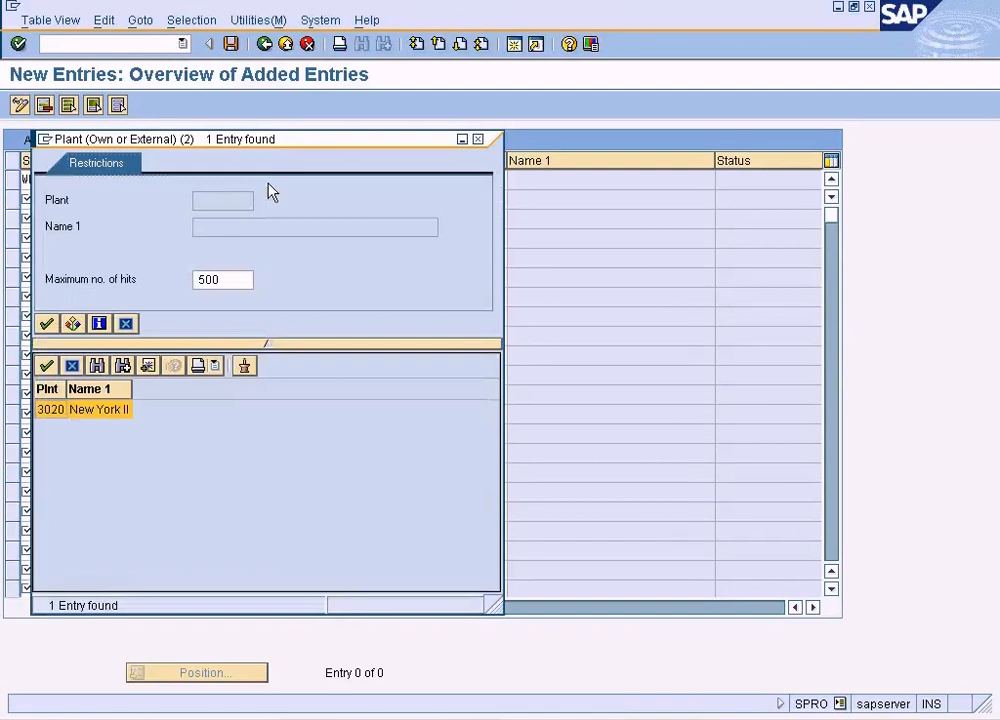 Table View Edit Goto Selection Utilities(M) System Help
SAP
New Entries: Overview of Added Entries
Plant (Own or External) (2) 1 Entry found
Restrictions
Name 1 Status
Plant
Name 1
Maximum no. of hits 500
Plnt Name 1
3020 New York II
1 Entry found
Position... Entry 0 of 0
SPRO sapserver INS